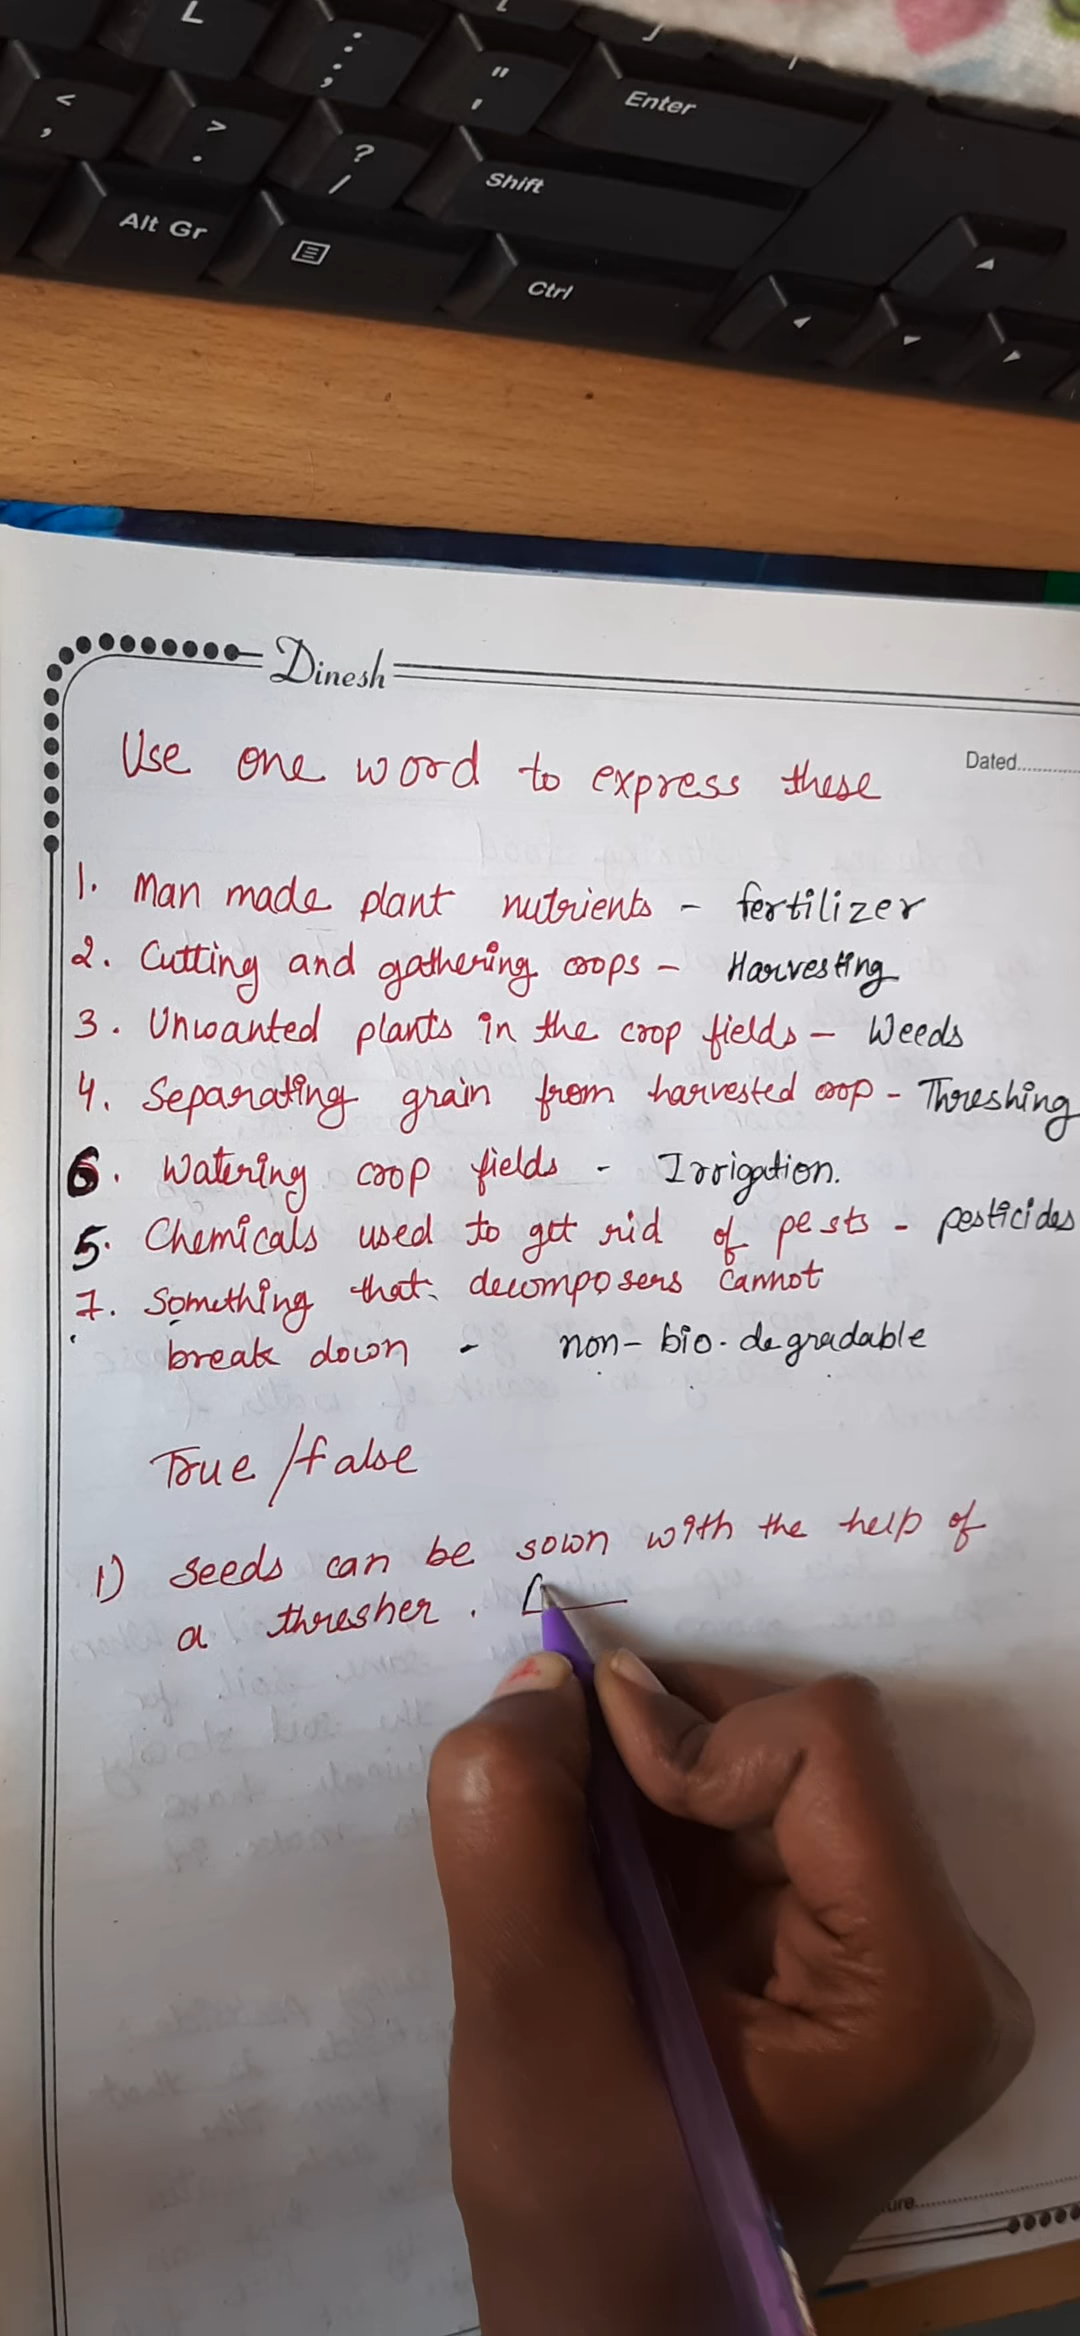 L
:
;
"
'
Enter
<
,
>
.
?
/
Shift
Alt Gr
Ctrl
Dinesh
Use one word to express these
Dated
1. Man made plant nutrients - fertilizer
2. Cutting and gathering crops - Harvesting
3. Unwanted plants in the crop fields - Weeds
4. Separating grain from harvested crop - Threshing
6. Watering crop fields - Irrigation.
5. Chemicals used to get rid of pests - pesticides
7. Something that decomposers cannot
break down - non-bio-degradable
True/false
1) seeds can be sown with the help of
a thresher.